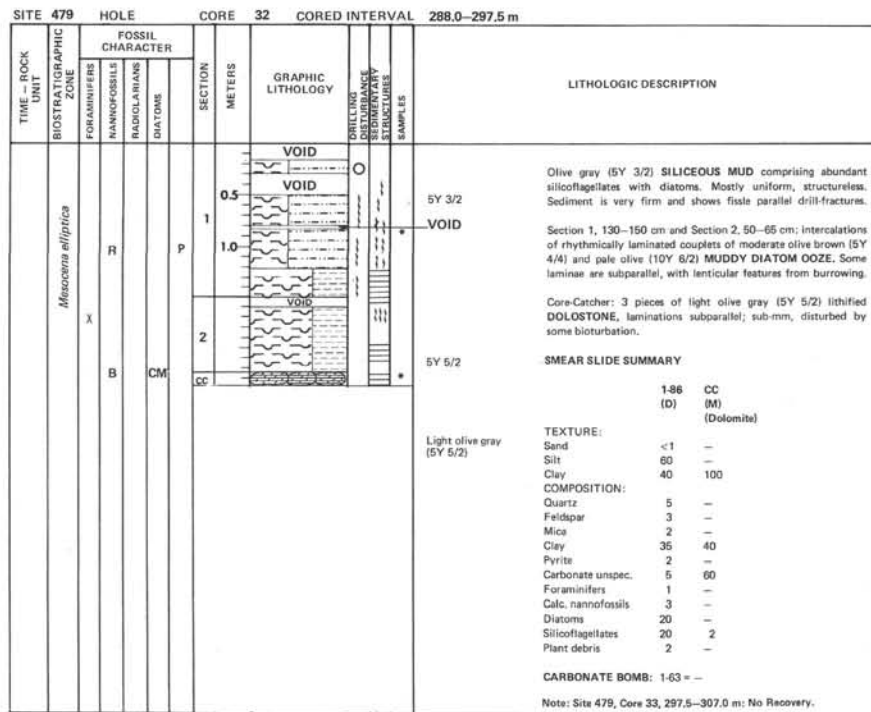 SITE 479 HOLE CORE 32 CORED INTERVAL 288.0–297.5 m
TIME – ROCK UNIT
BIOSTRATIGRAPHIC ZONE
FOSSIL CHARACTER
FORAMINIFERS
NANNOFOSSILS
RADIOLARIANS
DIATOMS
SECTION
METERS
GRAPHIC LITHOLOGY
DRILLING DISTURBANCE
SEDIMENTARY STRUCTURES
SAMPLES
LITHOLOGIC DESCRIPTION
Mesocena elliptica
X
R
B
CM
P
1
2
CC
0.5
1.0
VOID
VOID
VOID
VOID
*
*
5Y 3/2
5Y 5/2
Light olive gray
(5Y 5/2)
Olive gray (5Y 3/2) SILICEOUS MUD comprising abundant
silicoflagellates with diatoms. Mostly uniform, structureless.
Sediment is very firm and shows fissle parallel drill-fractures.
Section 1, 130–150 cm and Section 2, 50–65 cm: intercalations
of rhythmically laminated couplets of moderate olive brown (5Y
4/4) and pale olive (10Y 6/2) MUDDY DIATOM OOZE. Some
laminae are subparallel, with lenticular features from burrowing.
Core-Catcher: 3 pieces of light olive gray (5Y 5/2) lithified
DOLOSTONE, laminations subparallel; sub-mm, disturbed by
some bioturbation.
SMEAR SLIDE SUMMARY
1-86 CC
(D) (M)
(Dolomite)
TEXTURE:
Sand <1 –
Silt 60 –
Clay 40 100
COMPOSITION:
Quartz 5 –
Feldspar 3 –
Mica 2 –
Clay 35 40
Pyrite 2 –
Carbonate unspec. 5 60
Foraminifers 1 –
Calc. nannofossils 3 –
Diatoms 20 –
Silicoflagellates 20 2
Plant debris 2 –
CARBONATE BOMB: 1-63 = –
Note: Site 479, Core 33, 297.5–307.0 m: No Recovery.